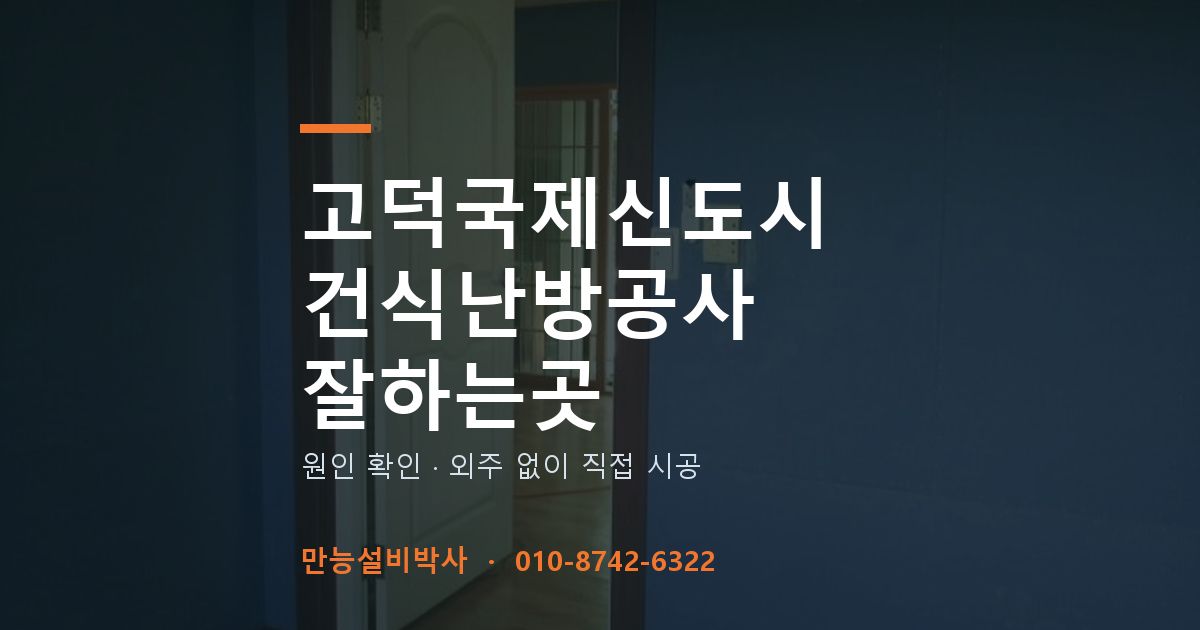 고덕국제신도시
건식난방공사
잘하는곳
원인 확인 · 외주 없이 직접 시공
만능설비박사 · 010-8742-6322